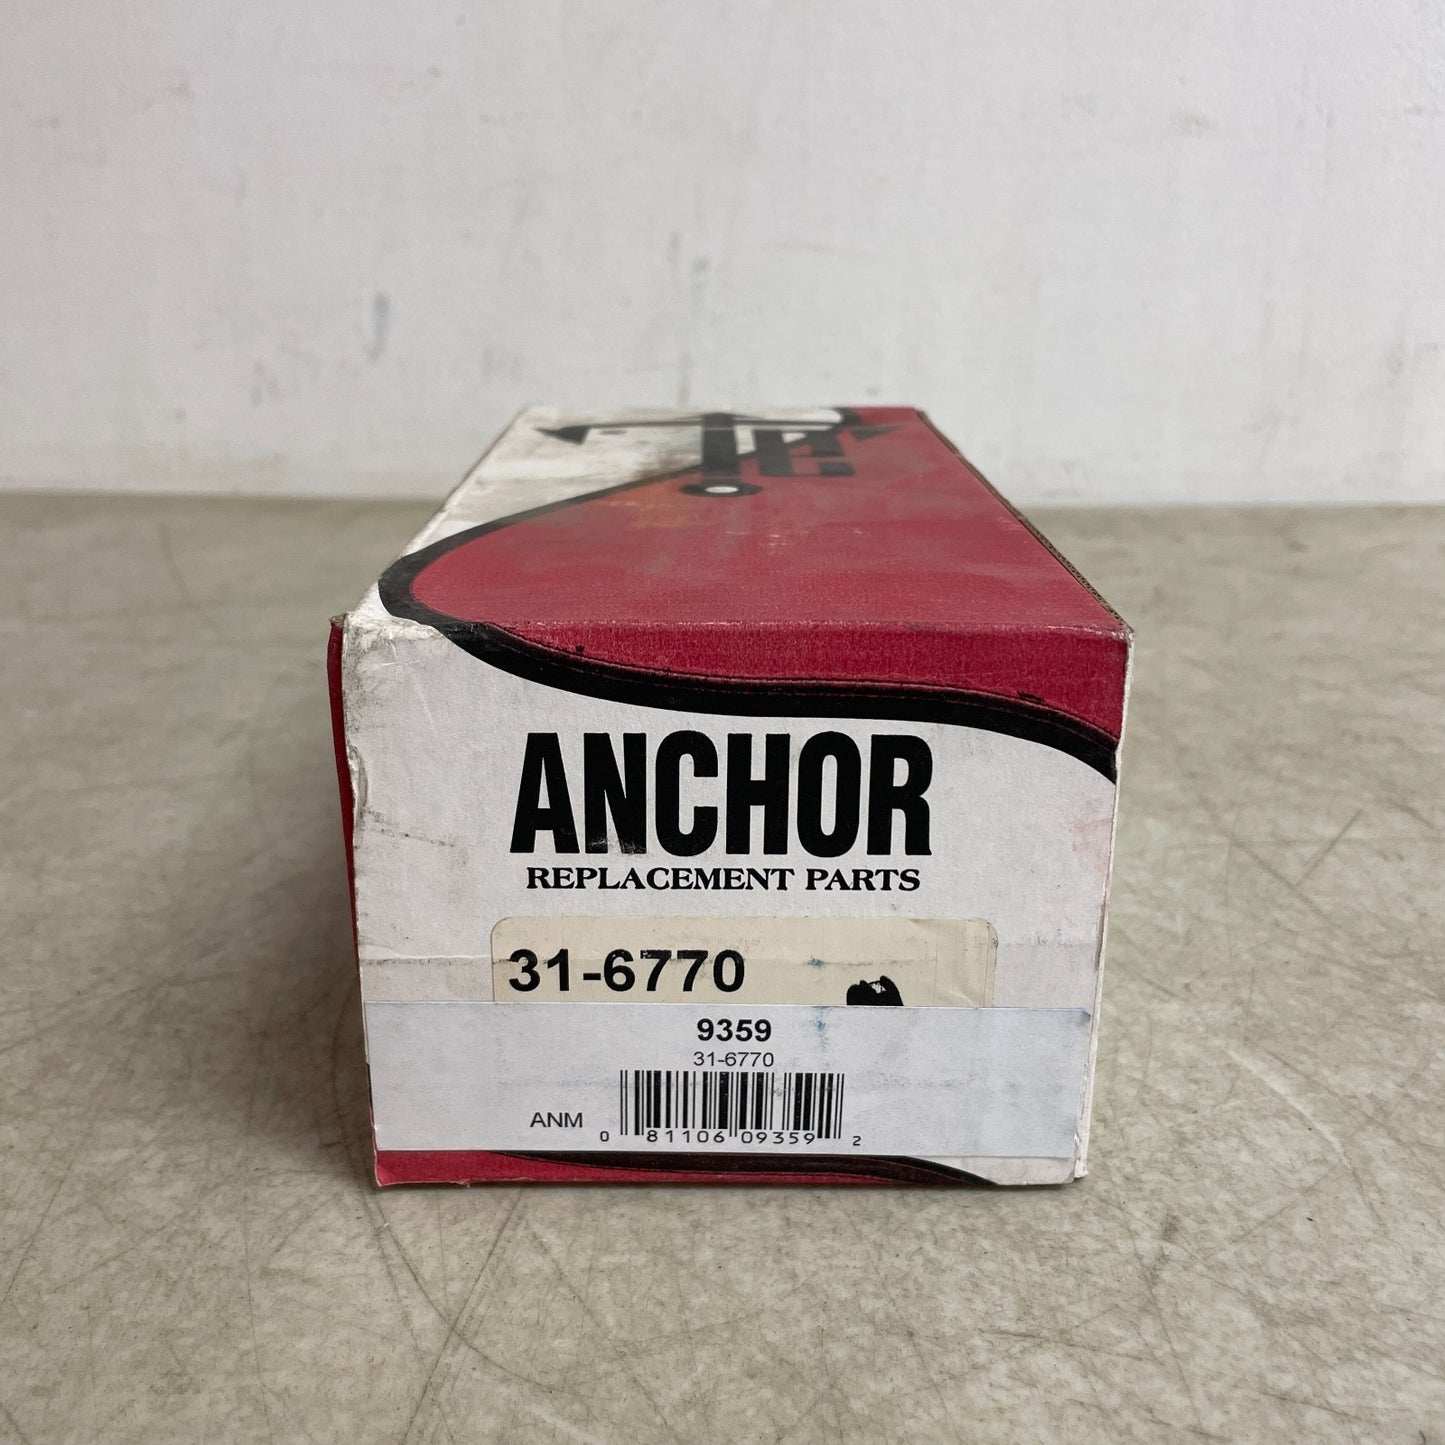 ANCHOR
REPLACEMENT PARTS
31-6770
9359
31-6770
ANM
0 81106 09359 2